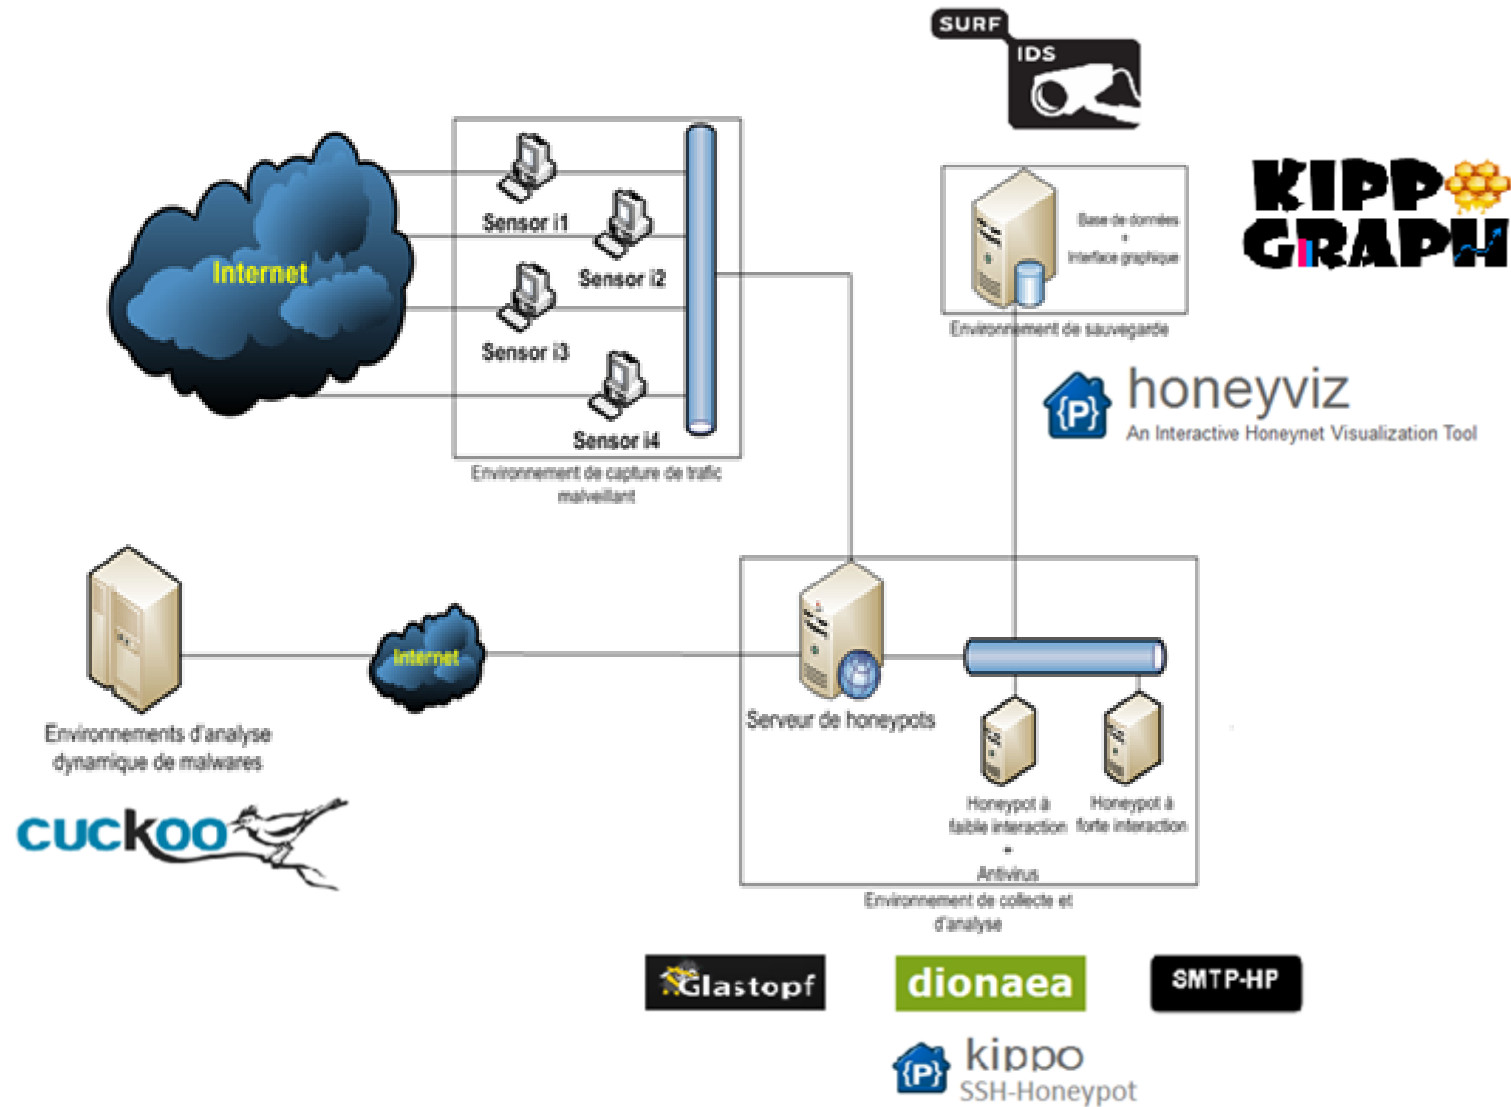 SURF
IDS
KIPP
GRAPH
Base de données
+
Interface graphique
Environnement de sauvegarde
honeyviz
An Interactive Honeynet Visualization Tool
{P}
Internet
Sensor i1
Sensor i2
Sensor i3
Sensor i4
Environnement de capture de trafic
malveillant
Environnements d'analyse
dynamique de malwares
cuckoo
Internet
Serveur de honeypots
Honeypot à
faible interaction
+
Antivirus
Honeypot à
forte interaction
Environnement de collecte et
d'analyse
Glastopf
dionaea
SMTP-HP
{P}
kippo
SSH-Honeypot